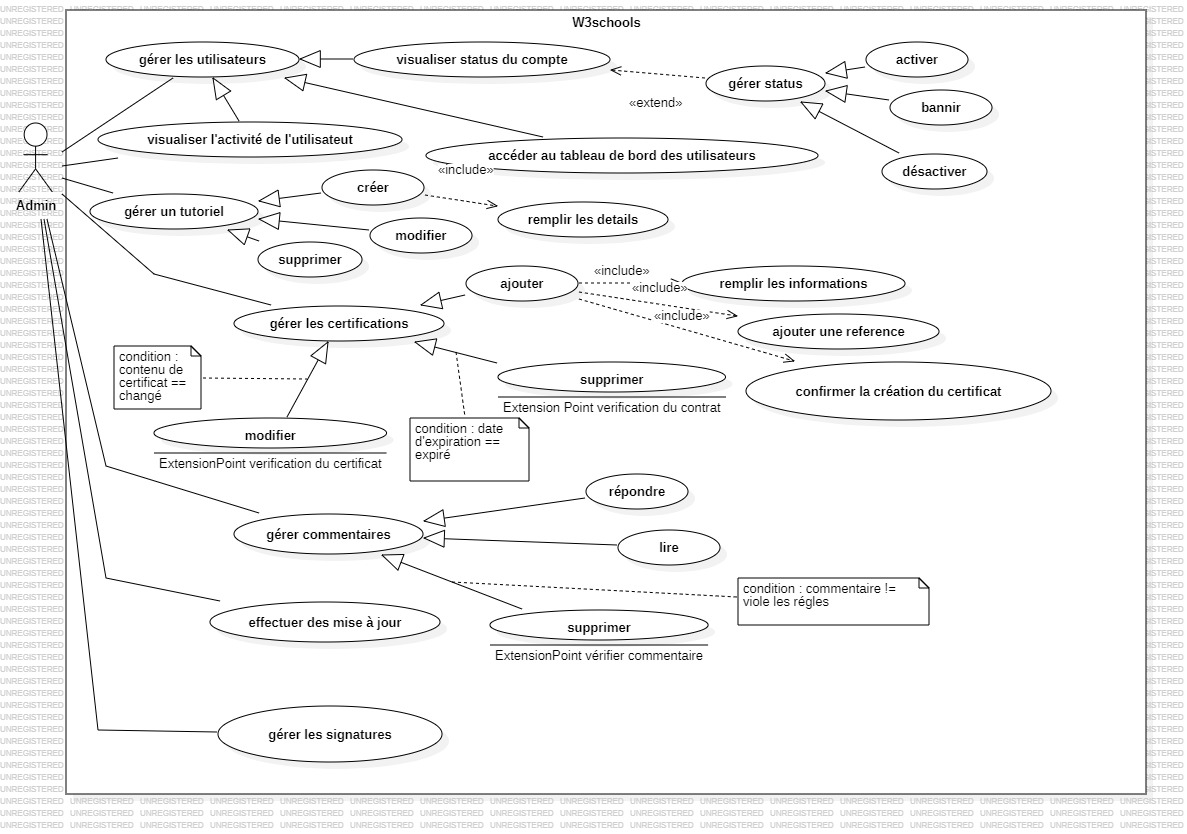 W3schools
gérer les utilisateurs
visualiser status du compte
activer
gérer status
«extend»
bannir
visualiser l'activité de l'utilisateur
accéder au tableau de bord des utilisateurs
«include»
désactiver
Admin
créer
gérer un tutoriel
remplir les details
modifier
supprimer
«include»
ajouter
remplir les informations
«include»
«include»
gérer les certifications
ajouter une reference
condition :
contenu de
certificat ==
changé
supprimer
Extension Point verification du contrat
confirmer la création du certificat
modifier
ExtensionPoint verification du certificat
condition : date
d'expiration ==
expiré
répondre
gérer commentaires
lire
condition : commentaire !=
viole les régles
effectuer des mise à jour
supprimer
ExtensionPoint vérifier commentaire
gérer les signatures
UNREGISTERED